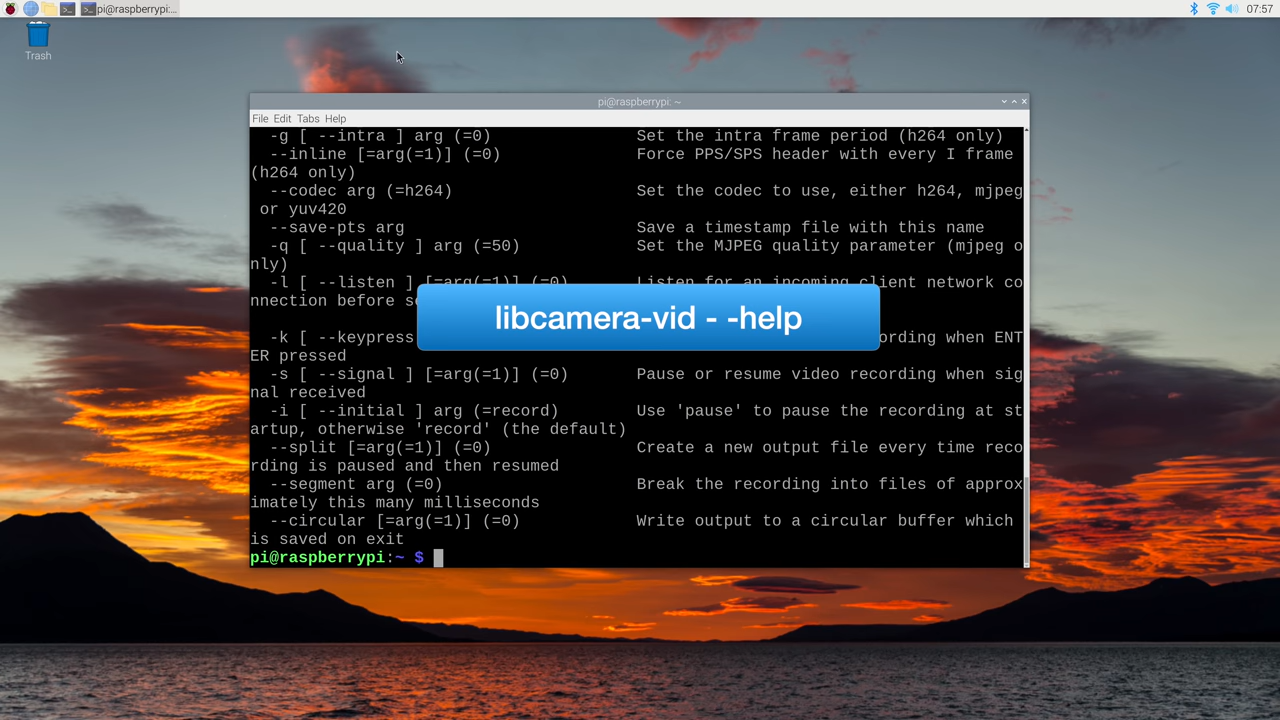 pi@raspberrypi:...
07:57
Trash
pi@raspberrypi: ~
File Edit Tabs Help
-g [ --intra ] arg (=0) Set the intra frame period (h264 only)
--inline [=arg(=1)] (=0) Force PPS/SPS header with every I frame
(h264 only)
--codec arg (=h264) Set the codec to use, either h264, mjpeg
or yuv420
--save-pts arg Save a timestamp file with this name
-q [ --quality ] arg (=50) Set the MJPEG quality parameter (mjpeg o
nly)
-l [ --listen ] [=arg(=1)] (=0) Listen for an incoming client network co
nnection before s
libcamera-vid - -help
-k [ --keypress ording when ENT
ER pressed
-s [ --signal ] [=arg(=1)] (=0) Pause or resume video recording when sig
nal received
-i [ --initial ] arg (=record) Use 'pause' to pause the recording at st
artup, otherwise 'record' (the default)
--split [=arg(=1)] (=0) Create a new output file every time reco
rding is paused and then resumed
--segment arg (=0) Break the recording into files of approx
imately this many milliseconds
--circular [=arg(=1)] (=0) Write output to a circular buffer which
is saved on exit
pi@raspberrypi:~ $